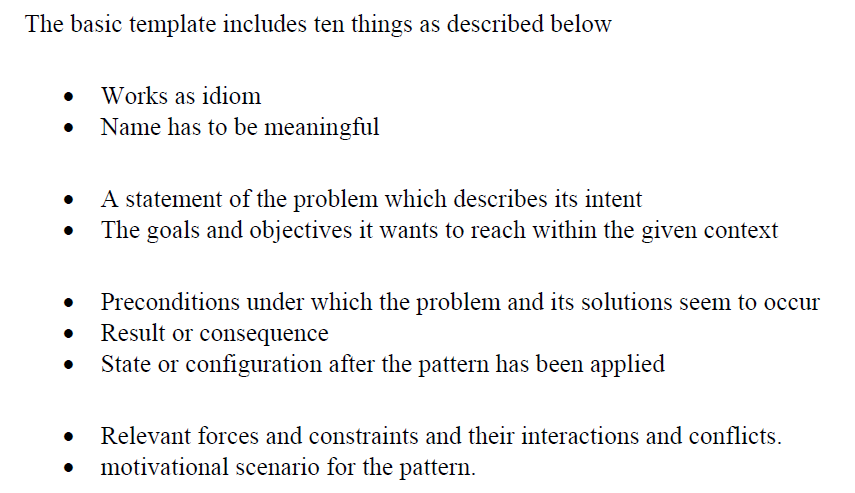 The basic template includes ten things as described below
• Works as idiom
• Name has to be meaningful
• A statement of the problem which describes its intent
• The goals and objectives it wants to reach within the given context
• Preconditions under which the problem and its solutions seem to occur
• Result or consequence
• State or configuration after the pattern has been applied
• Relevant forces and constraints and their interactions and conflicts.
• motivational scenario for the pattern.